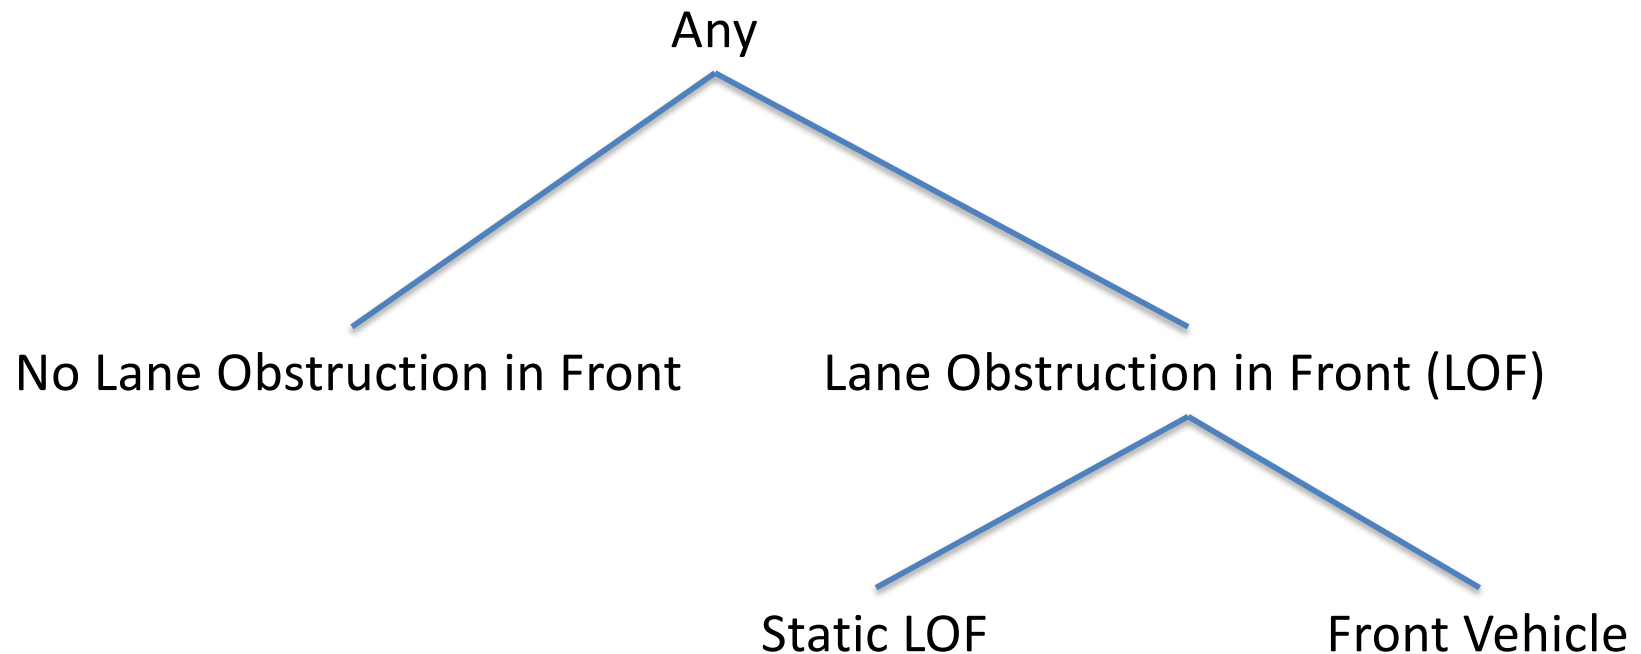 Any
No Lane Obstruction in Front
Lane Obstruction in Front (LOF)
Static LOF
Front Vehicle